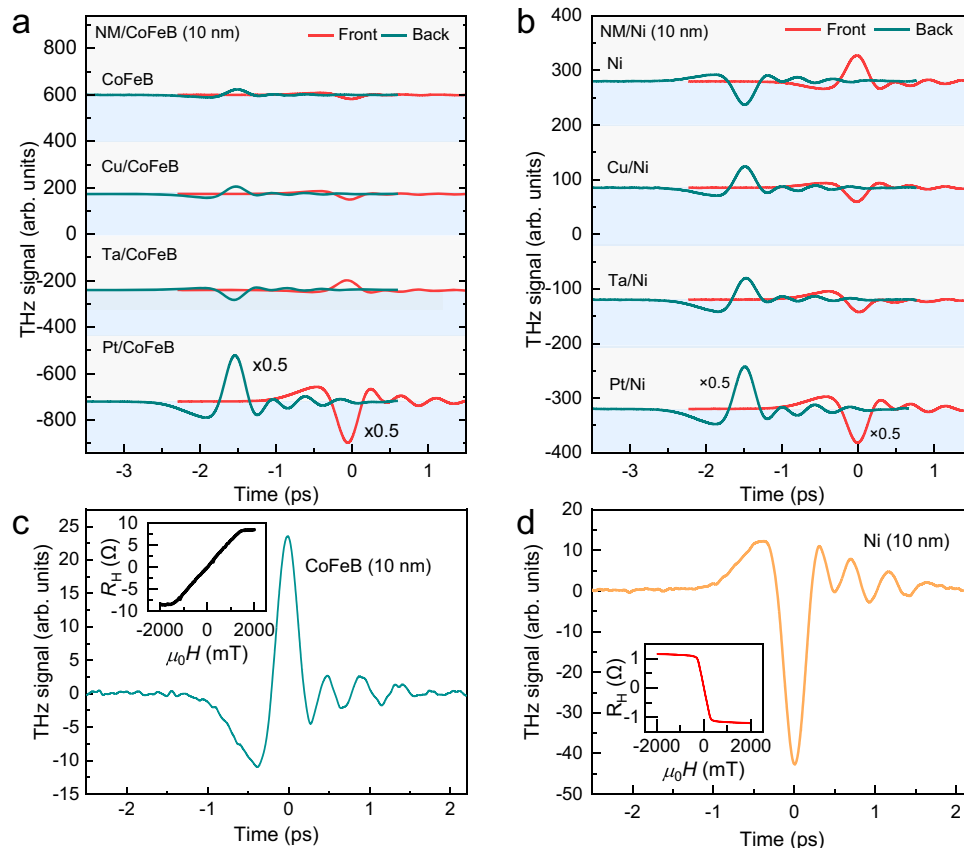 a
NM/CoFeB (10 nm)
Front
Back
CoFeB
Cu/CoFeB
Ta/CoFeB
Pt/CoFeB
x0.5
x0.5
800
600
400
200
0
-200
-400
-600
-800
THz signal (arb. units)
-3
-2
-1
0
1
Time (ps)
b
NM/Ni (10 nm)
Front
Back
Ni
Cu/Ni
Ta/Ni
Pt/Ni
×0.5
×0.5
400
300
200
100
0
-100
-200
-300
-400
THz signal (arb. units)
-3
-2
-1
0
1
Time (ps)
c
CoFeB (10 nm)
25
20
15
10
5
0
-5
-10
-15
THz signal (arb. units)
-2
-1
0
1
2
Time (ps)
10
5
0
-5
-10
R_H (Ω)
-2000
0
2000
μ₀H (mT)
d
Ni (10 nm)
20
10
0
-10
-20
-30
-40
-50
THz signal (arb. units)
-2
-1
0
1
2
Time (ps)
1
0
-1
R_H (Ω)
-2000
0
2000
μ₀H (mT)